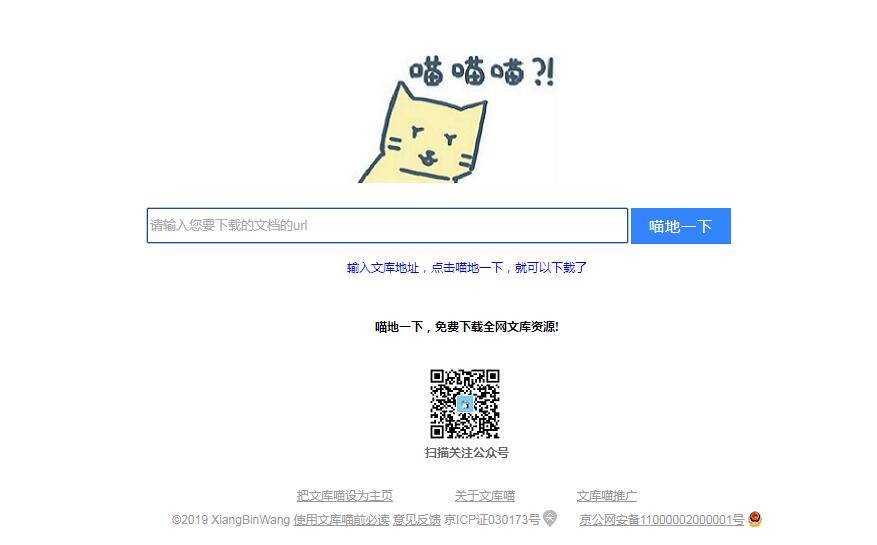 喵喵喵?!
请输入您要下载的文档的url
喵地一下
输入文库地址，点击喵地一下，就可以下载了
喵地一下，免费下载全网文库资源!
扫描关注公众号
把文库喵设为主页 关于文库喵 文库喵推广
©2019 XiangBinWang 使用文库喵前必读 意见反馈 京ICP证030173号 京公网安备11000002000001号